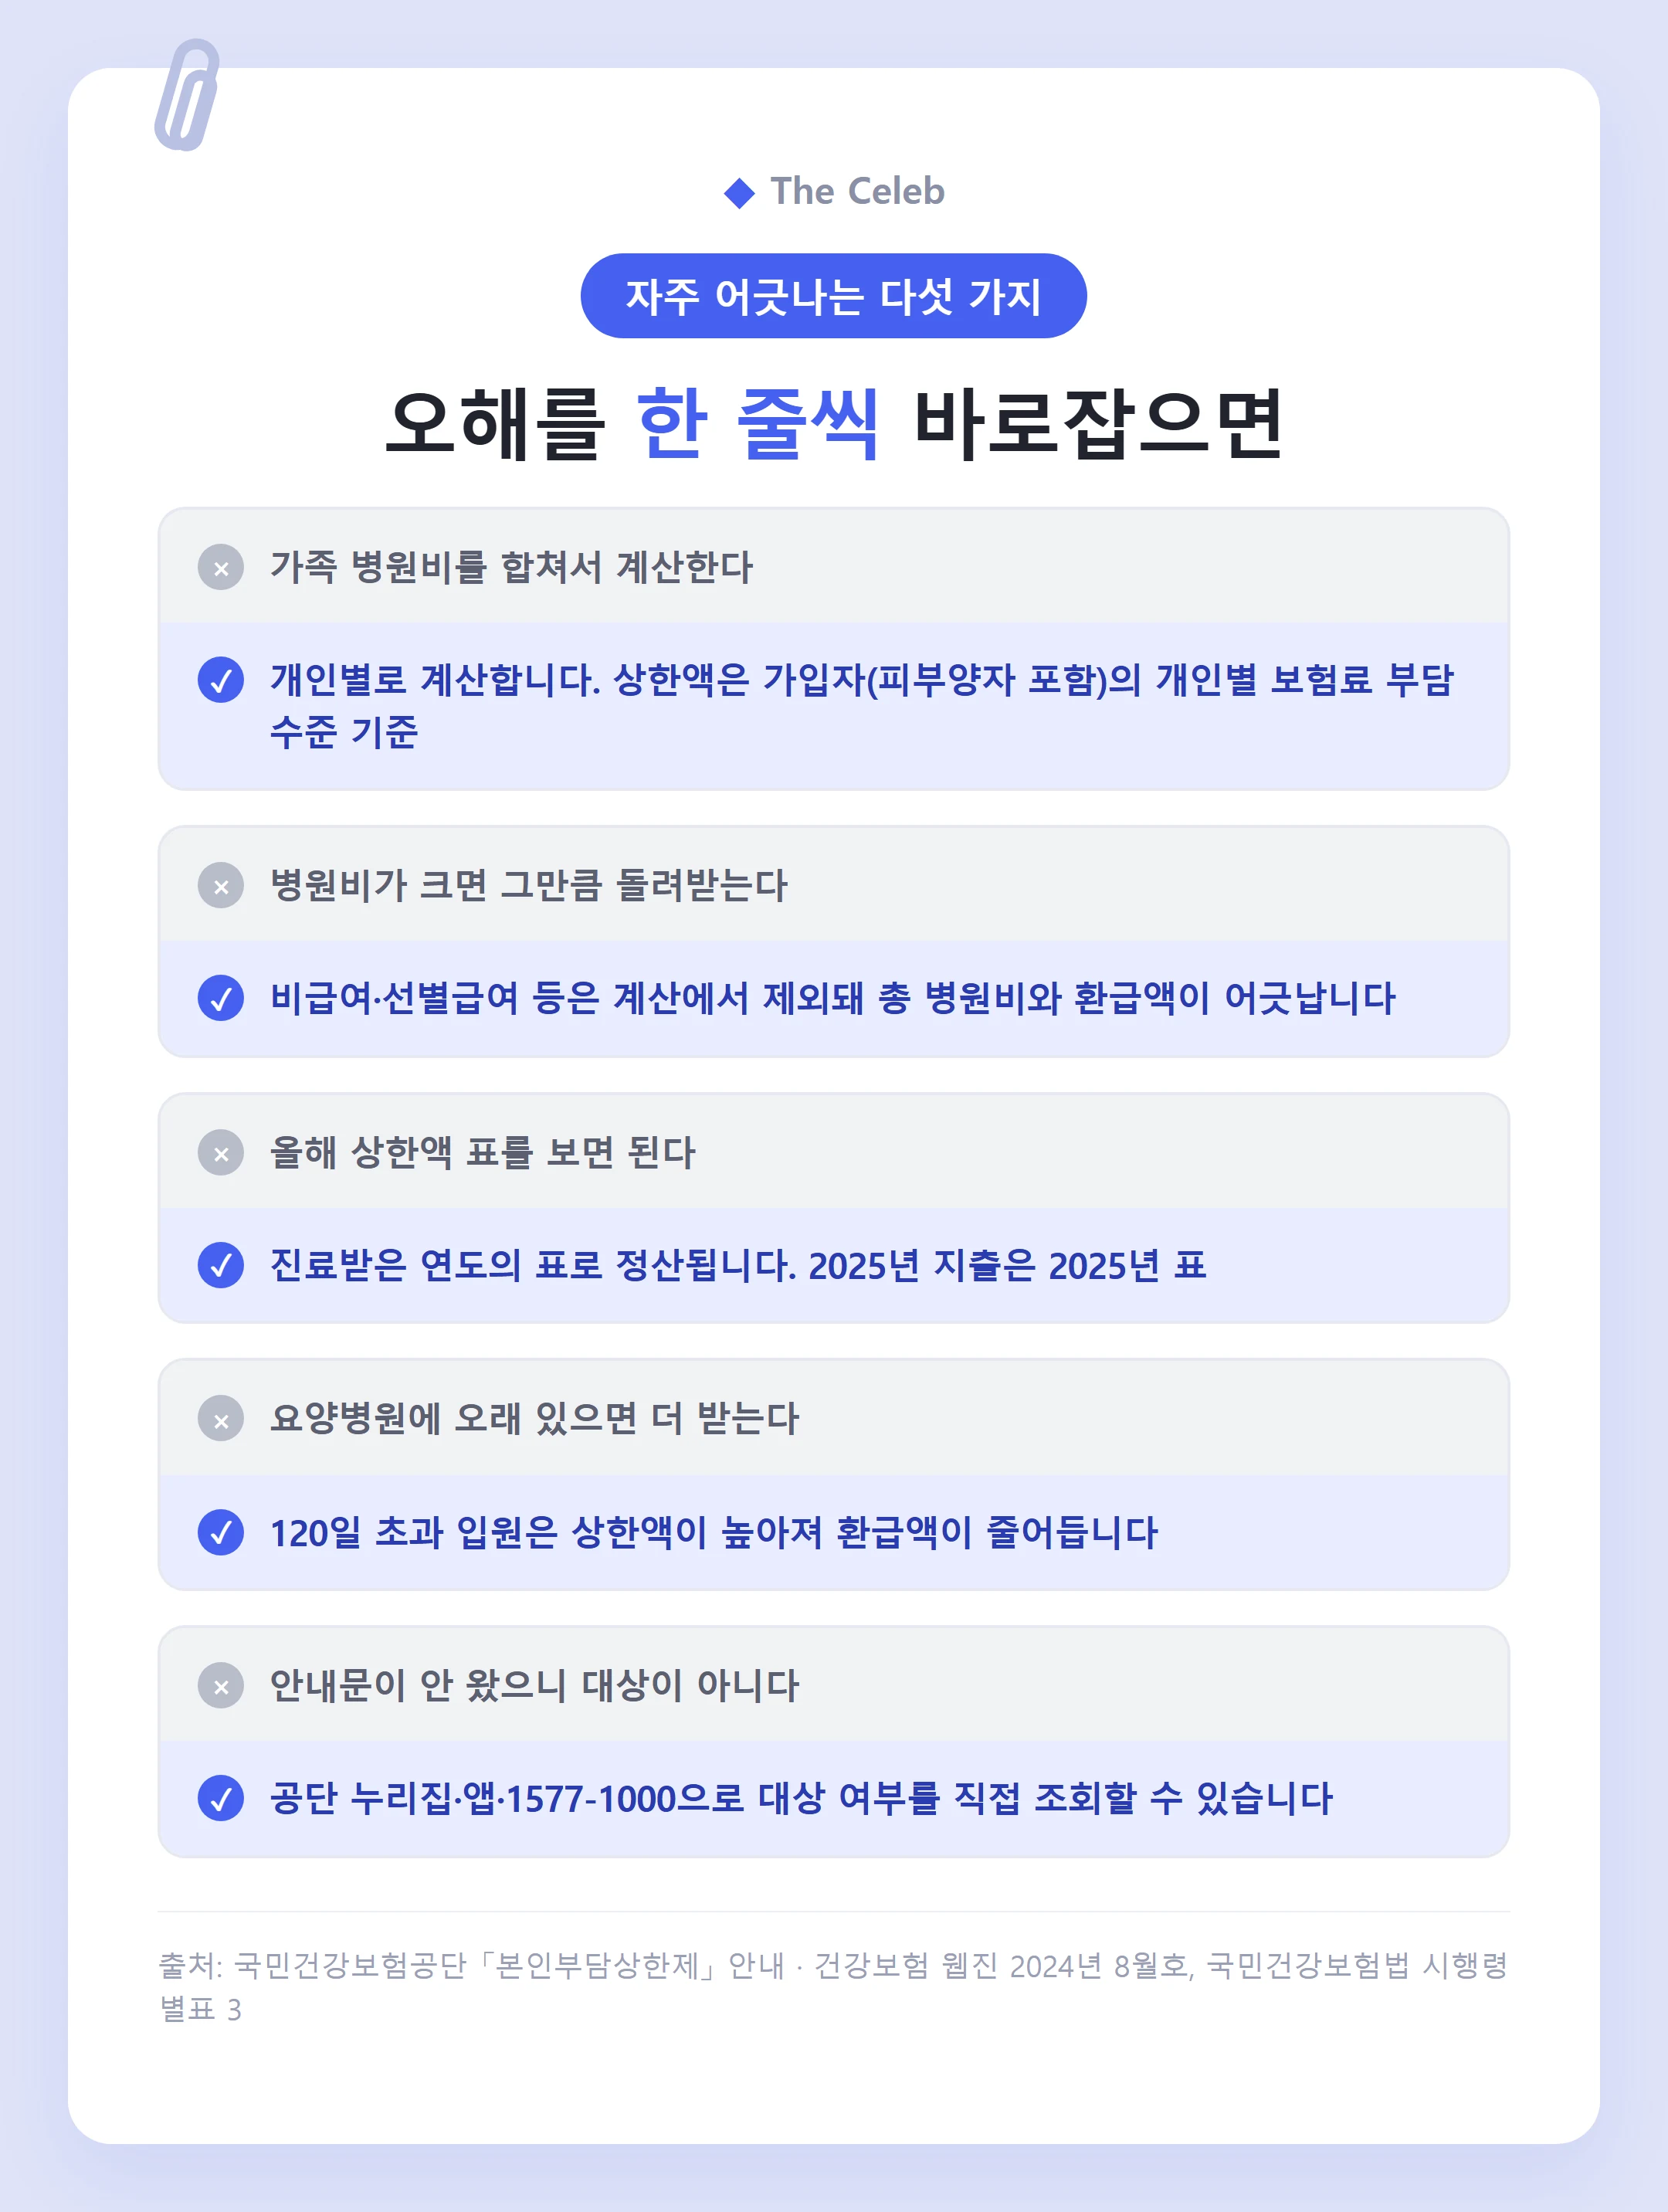 The Celeb
자주 어긋나는 다섯 가지
오해를 한 줄씩 바로잡으면
× 가족 병원비를 합쳐서 계산한다
✓ 개인별로 계산합니다. 상한액은 가입자(피부양자 포함)의 개인별 보험료 부담
수준 기준
× 병원비가 크면 그만큼 돌려받는다
✓ 비급여·선별급여 등은 계산에서 제외돼 총 병원비와 환급액이 어긋납니다
× 올해 상한액 표를 보면 된다
✓ 진료받은 연도의 표로 정산됩니다. 2025년 지출은 2025년 표
× 요양병원에 오래 있으면 더 받는다
✓ 120일 초과 입원은 상한액이 높아져 환급액이 줄어듭니다
× 안내문이 안 왔으니 대상이 아니다
✓ 공단 누리집·앱·1577-1000으로 대상 여부를 직접 조회할 수 있습니다
출처: 국민건강보험공단「본인부담상한제」안내 · 건강보험 웹진 2024년 8월호, 국민건강보험법 시행령
별표 3